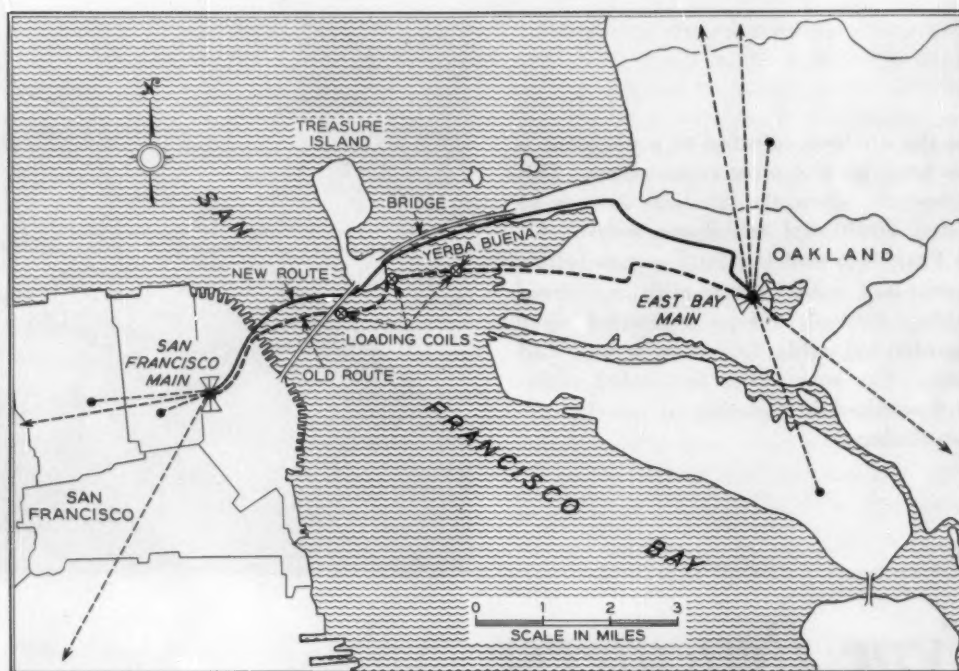 N
TREASURE
ISLAND
SAN
BRIDGE
YERBA BUENA
OAKLAND
NEW ROUTE
EAST BAY
MAIN
LOADING COILS
SAN
FRANCISCO
MAIN
OLD ROUTE
FRANCISCO
SAN
FRANCISCO
BAY
0 1 2 3
SCALE IN MILES